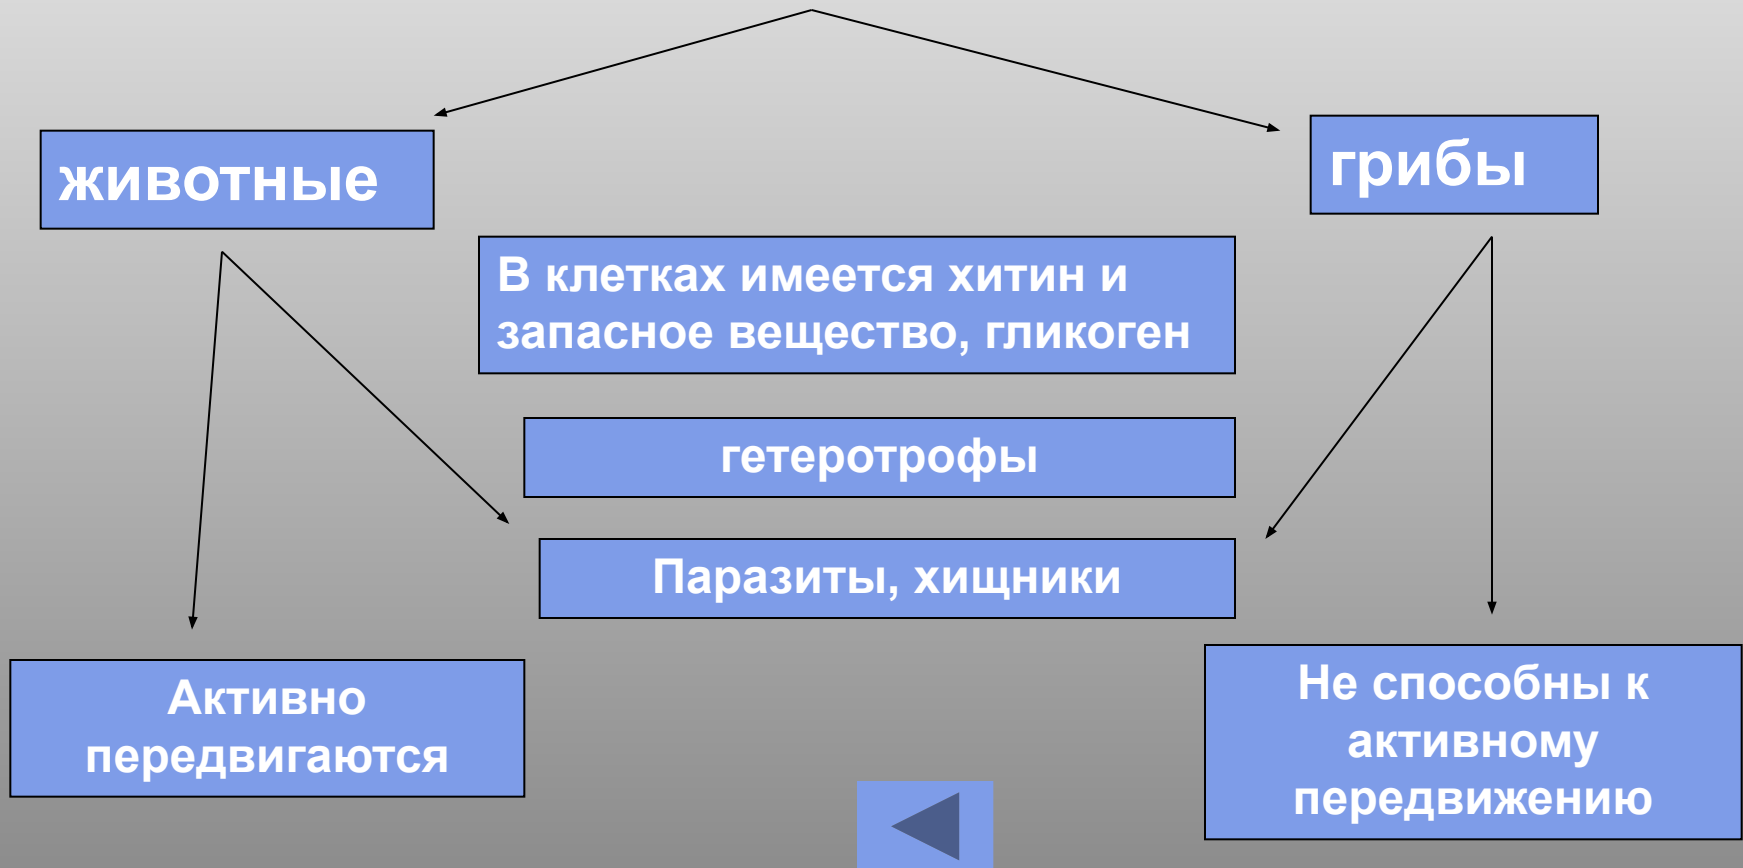 животные
грибы
В клетках имеется хитин и
запасное вещество, гликоген
гетеротрофы
Паразиты, хищники
Активно
передвигаются
Не способны к
активному
передвижению